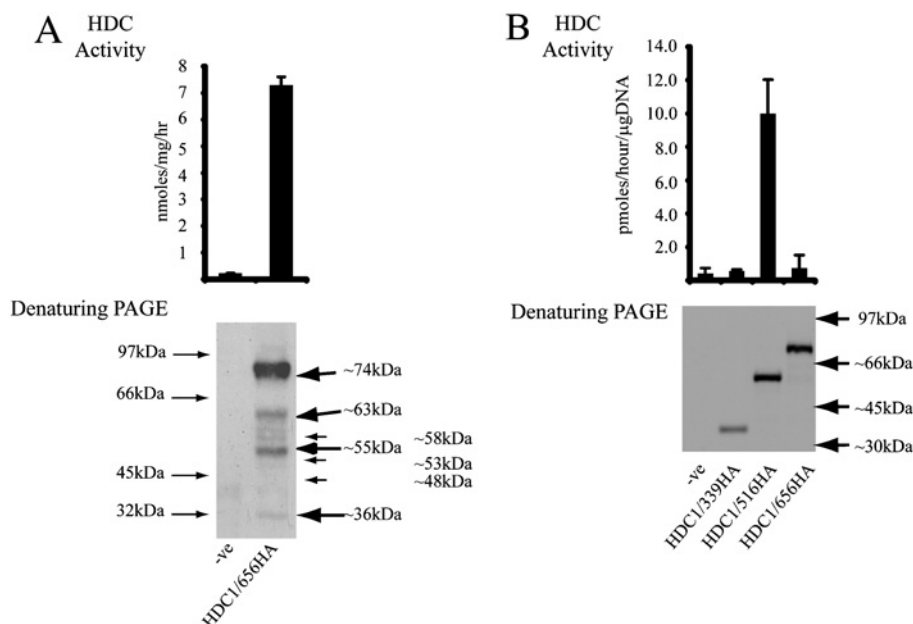 A
HDC
Activity
nmoles/mg/hr
8
7
6
5
4
3
2
1
Denaturing PAGE
97kDa
66kDa
45kDa
32kDa
~74kDa
~63kDa
~58kDa
~55kDa
~53kDa
~48kDa
~36kDa
-ve
HDC1/656HA
B
HDC
Activity
pmoles/hour/µgDNA
14.0
12.0
10.0
8.0
6.0
4.0
2.0
Denaturing PAGE
97kDa
~66kDa
~45kDa
~30kDa
-ve
HDC1/339HA
HDC1/516HA
HDC1/656HA